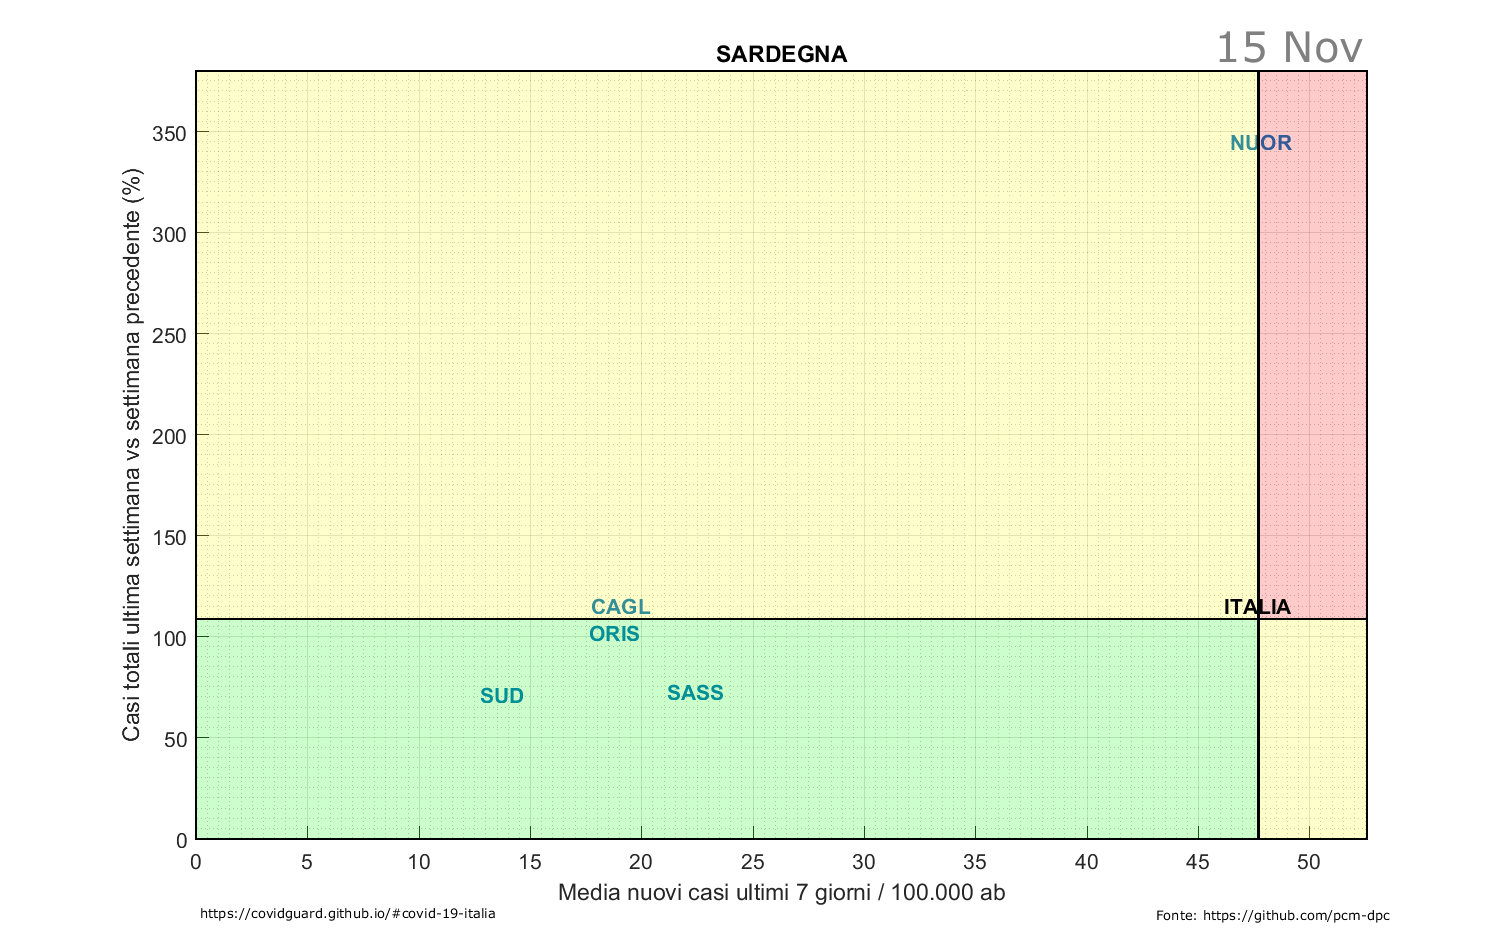 15 Nov
SARDEGNA
Casi totali ultima settimana vs settimana precedente (%)
350
300
250
200
150
100
50
0
NUOR
CAGL
ITALIA
ORIS
SUD
SASS
0 5 10 15 20 25 30 35 40 45 50
Media nuovi casi ultimi 7 giorni / 100.000 ab
https://covidguard.github.io/#covid-19-italia
Fonte: https://github.com/pcm-dpc